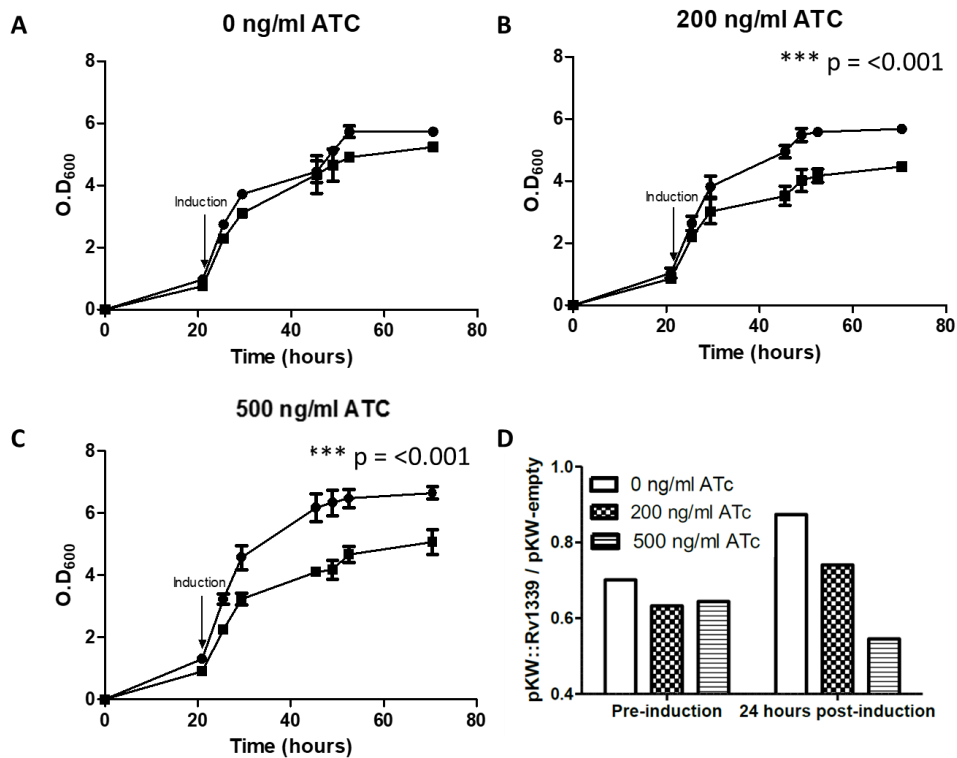 A
0 ng/ml ATC
8
6
4
2
0
O.D600
Induction
0 20 40 60 80
Time (hours)
B
200 ng/ml ATC
*** p = <0.001
8
6
4
2
0
O.D600
Induction
0 20 40 60 80
Time (hours)
C
500 ng/ml ATC
*** p = <0.001
8
6
4
2
0
O.D600
Induction
0 20 40 60 80
Time (hours)
D
1.0
0.8
0.6
0.4
pKW::Rv1339 / pKW-empty
0 ng/ml ATc
200 ng/ml ATc
500 ng/ml ATc
Pre-induction 24 hours post-induction